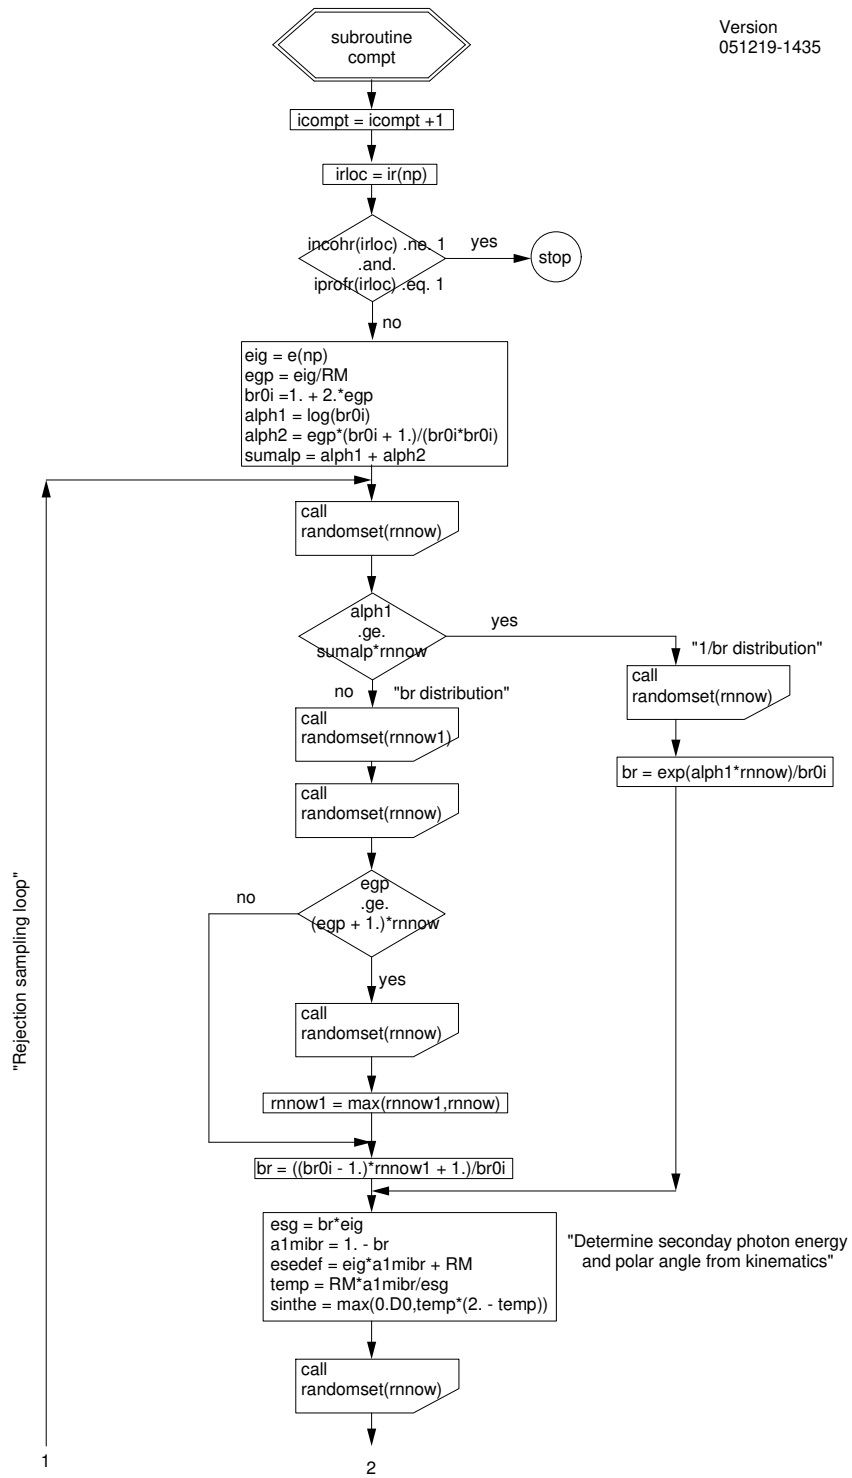 subroutine
compt
Version
051219-1435
icompt = icompt +1
irloc = ir(np)
incohr(irloc) .ne. 1
.and.
iprofr(irloc) .eq. 1
yes
stop
no
eig = e(np)
egp = eig/RM
br0i =1. + 2.*egp
alph1 = log(br0i)
alph2 = egp*(br0i + 1.)/(br0i*br0i)
sumalp = alph1 + alph2
call
randomset(rnnow)
alph1
.ge.
sumalp*rnnow
yes
"1/br distribution"
call
randomset(rnnow)
br = exp(alph1*rnnow)/br0i
no
"br distribution"
call
randomset(rnnow1)
call
randomset(rnnow)
egp
.ge.
(egp + 1.)*rnnow
no
yes
call
randomset(rnnow)
rnnow1 = max(rnnow1,rnnow)
br = ((br0i - 1.)*rnnow1 + 1.)/br0i
"Rejection sampling loop"
esg = br*eig
a1mibr = 1. - br
esedef = eig*a1mibr + RM
temp = RM*a1mibr/esg
sinthe = max(0.D0,temp*(2. - temp))
"Determine seconday photon energy
and polar angle from kinematics"
call
randomset(rnnow)
1
2